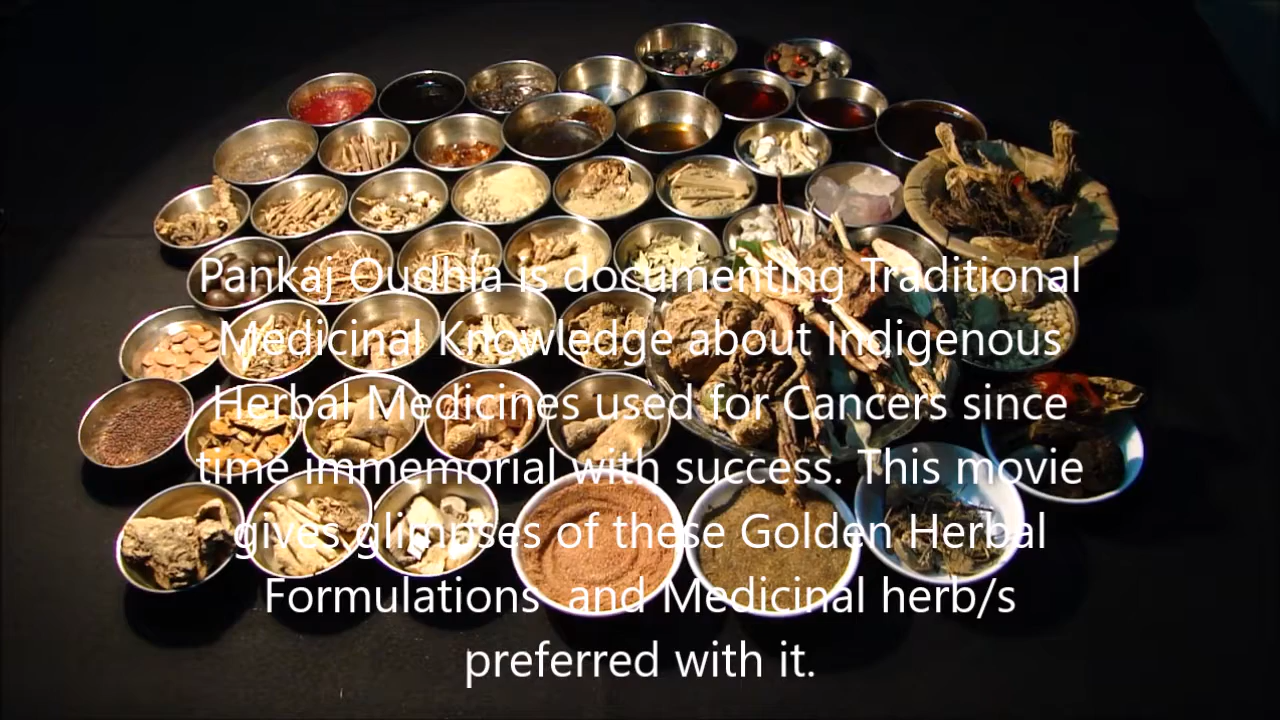 Pankaj Oudhia is documenting Traditional
Medicinal Knowledge about Indigenous
Herbal Medicines used for Cancers since
time immemorial with success. This movie
gives glimpses of these Golden Herbal
Formulations  and Medicinal herb/s
preferred with it.